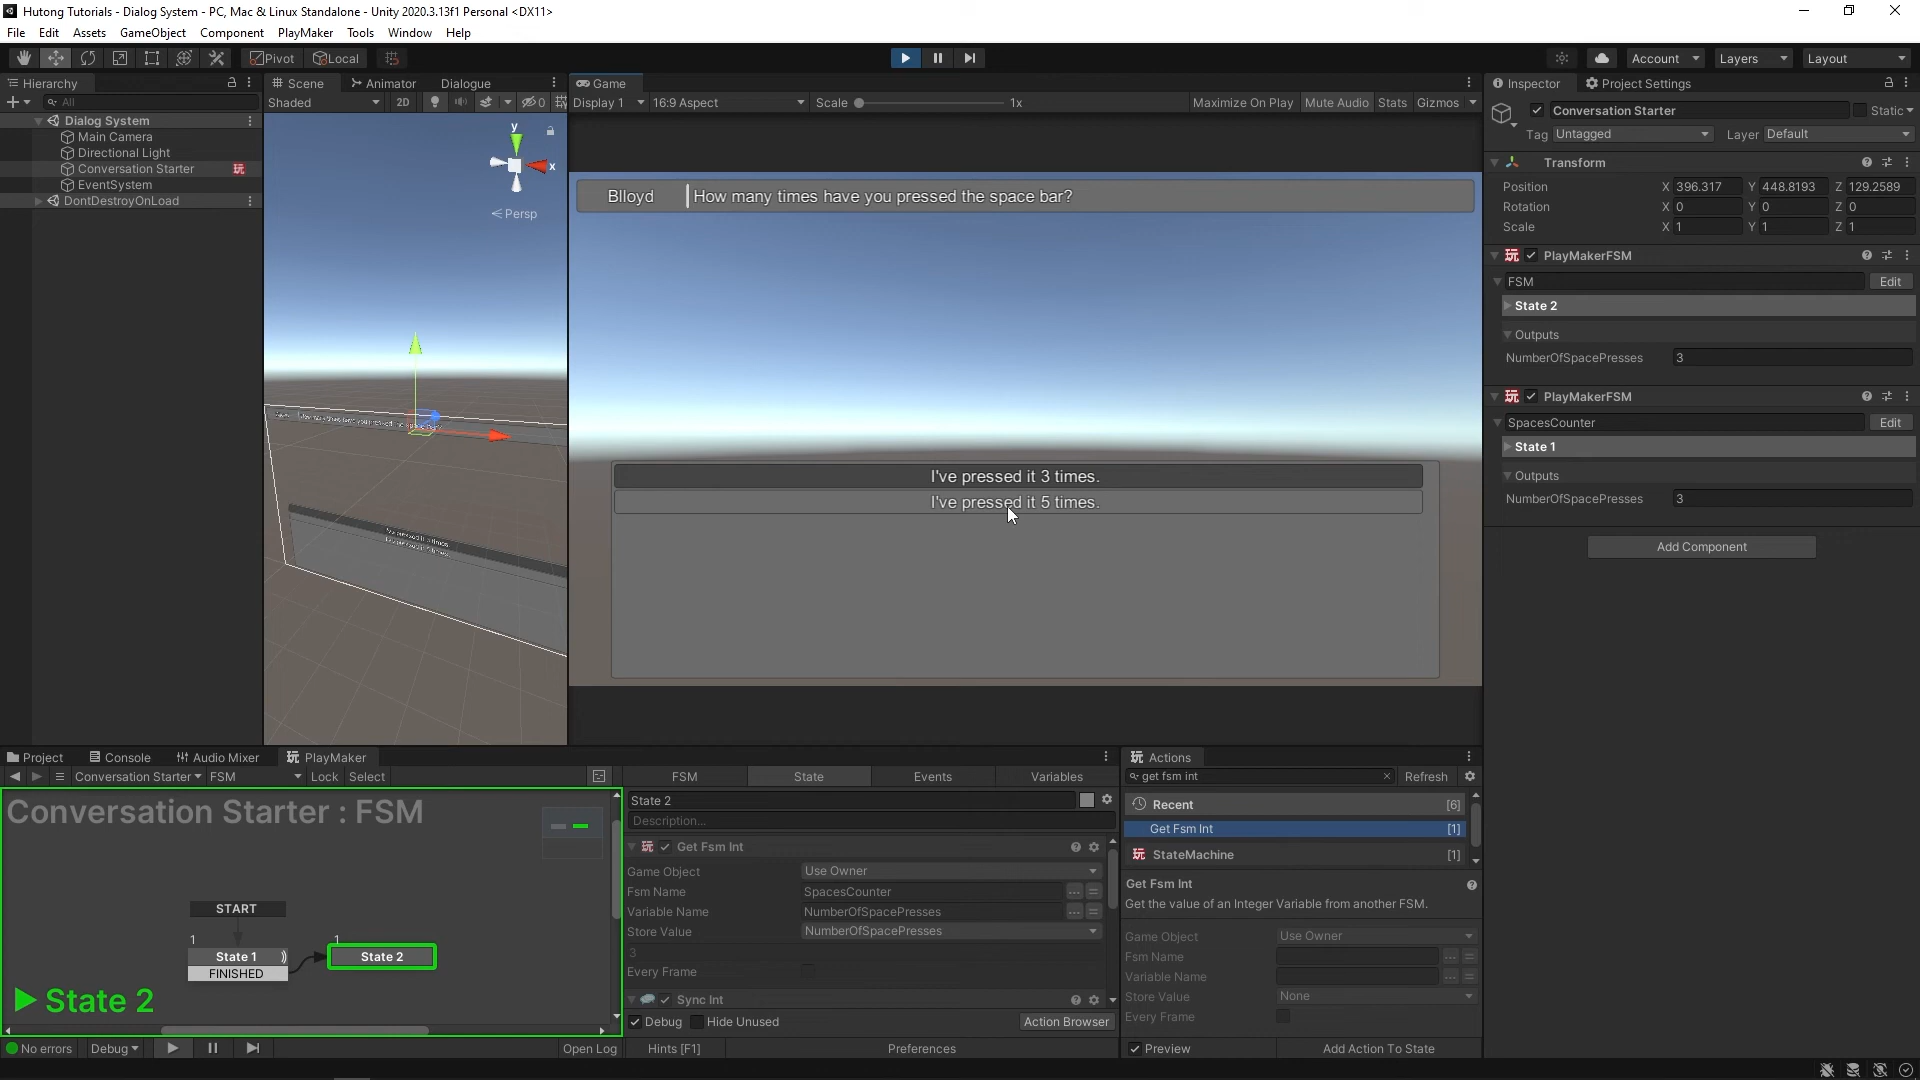 Hutong Tutorials - Dialog System - PC, Mac & Linux Standalone - Unity 2020.3.13f1 Personal <DX11>
File Edit Assets GameObject Component PlayMaker Tools Window Help
Pivot Local
Account Layers Layout
Hierarchy
All
Dialog System
Main Camera
Directional Light
Conversation Starter 玩
EventSystem
DontDestroyOnLoad
Scene Animator Dialogue
Shaded 2D 0
y
x
Persp
Game
Display 1 16:9 Aspect Scale 1x Maximize On Play Mute Audio Stats Gizmos
Blloyd How many times have you pressed the space bar?
I've pressed it 3 times.
I've pressed it 5 times.
Inspector Project Settings
Conversation Starter Static
Tag Untagged Layer Default
Transform
Position X 396.317 Y 448.8193 Z 129.2589
Rotation X 0 Y 0 Z 0
Scale X 1 Y 1 Z 1
玩 PlayMakerFSM
FSM Edit
State 2
Outputs
NumberOfSpacePresses 3
玩 PlayMakerFSM
SpacesCounter Edit
State 1
Outputs
NumberOfSpacePresses 3
Add Component
Project Console Audio Mixer 玩 PlayMaker
Conversation Starter FSM Lock Select
Conversation Starter : FSM
START
1
State 1
FINISHED
1
State 2
State 2
No errors Debug Open Log
FSM State Events Variables
State 2
Description...
玩 Get Fsm Int
Game Object Use Owner
Fsm Name SpacesCounter
Variable Name NumberOfSpacePresses
Store Value NumberOfSpacePresses
3
Every Frame
Sync Int
Debug Hide Unused Action Browser
Hints [F1] Preferences
玩 Actions
get fsm int Refresh
Recent [6]
Get Fsm Int [1]
玩 StateMachine [1]
Get Fsm Int
Get the value of an Integer Variable from another FSM.
Game Object Use Owner
Fsm Name
Variable Name
Store Value None
Every Frame
Preview Add Action To State